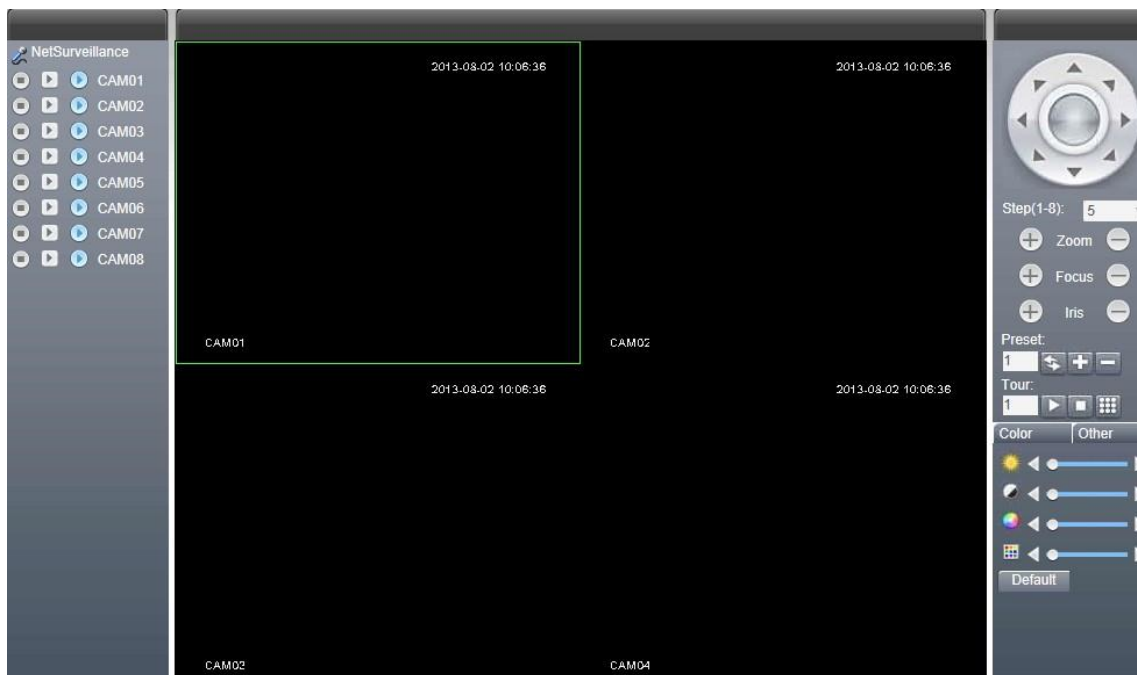 NetSurveillance
CAM01
CAM02
CAM03
CAM04
CAM05
CAM06
CAM07
CAM08
2013-08-02 10:06:36
2013-08-02 10:06:36
CAM01
CAM02
2013-08-02 10:06:36
2013-08-02 10:06:36
CAM03
CAM04
Step(1-8): 5
Zoom
Focus
Iris
Preset:
1
Tour:
1
Color Other
Default